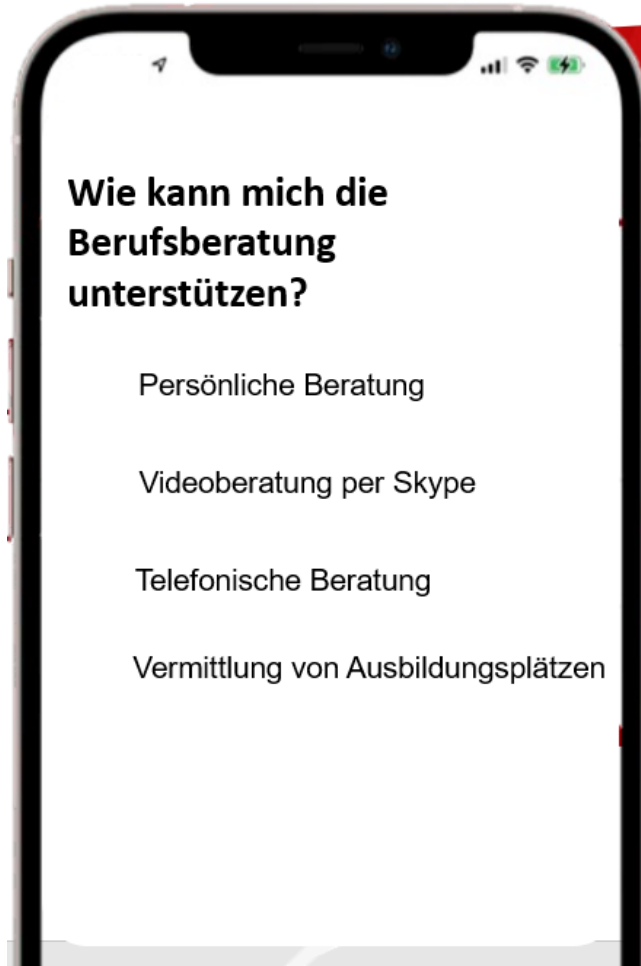 Wie kann mich die
Berufsberatung
unterstützen?
Persönliche Beratung
Videoberatung per Skype
Telefonische Beratung
Vermittlung von Ausbildungsplätzen